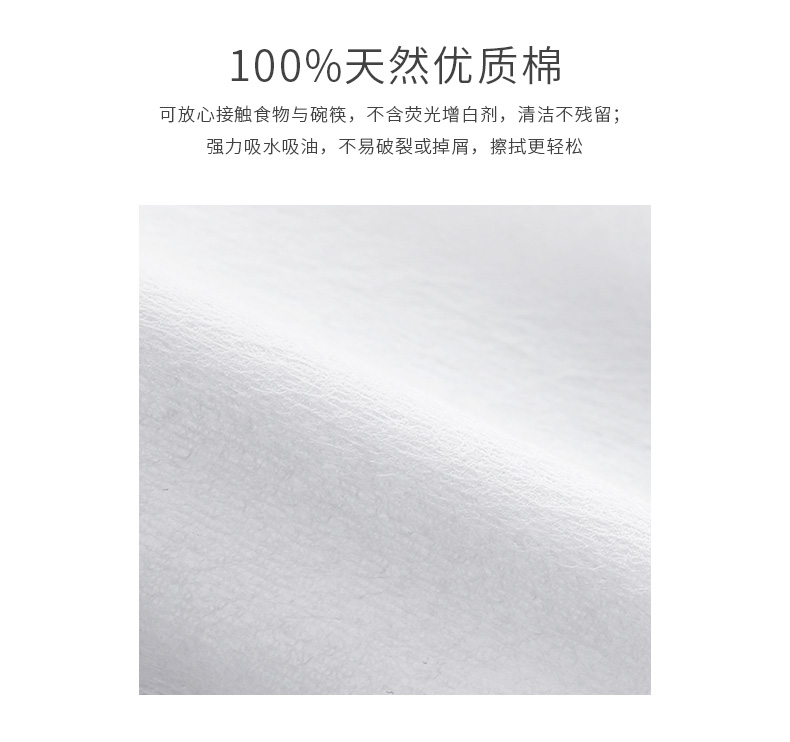 100%天然优质棉
可放心接触食物与碗筷，不含荧光增白剂，清洁不残留；
强力吸水吸油，不易破裂或掉屑，擦拭更轻松